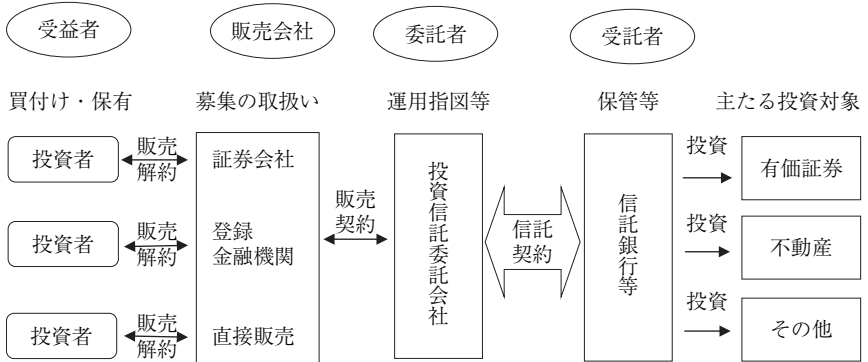 受益者 販売会社 委託者 受託者
買付け・保有 募集の取扱い 運用指図等 保管等 主たる投資対象
投資者
販売
解約
証券会社
投資者
販売
解約
登録
金融機関
投資者
販売
解約
直接販売
販売
契約
投資信託委託会社
信託
契約
信託銀行等
投資
有価証券
投資
不動産
投資
その他